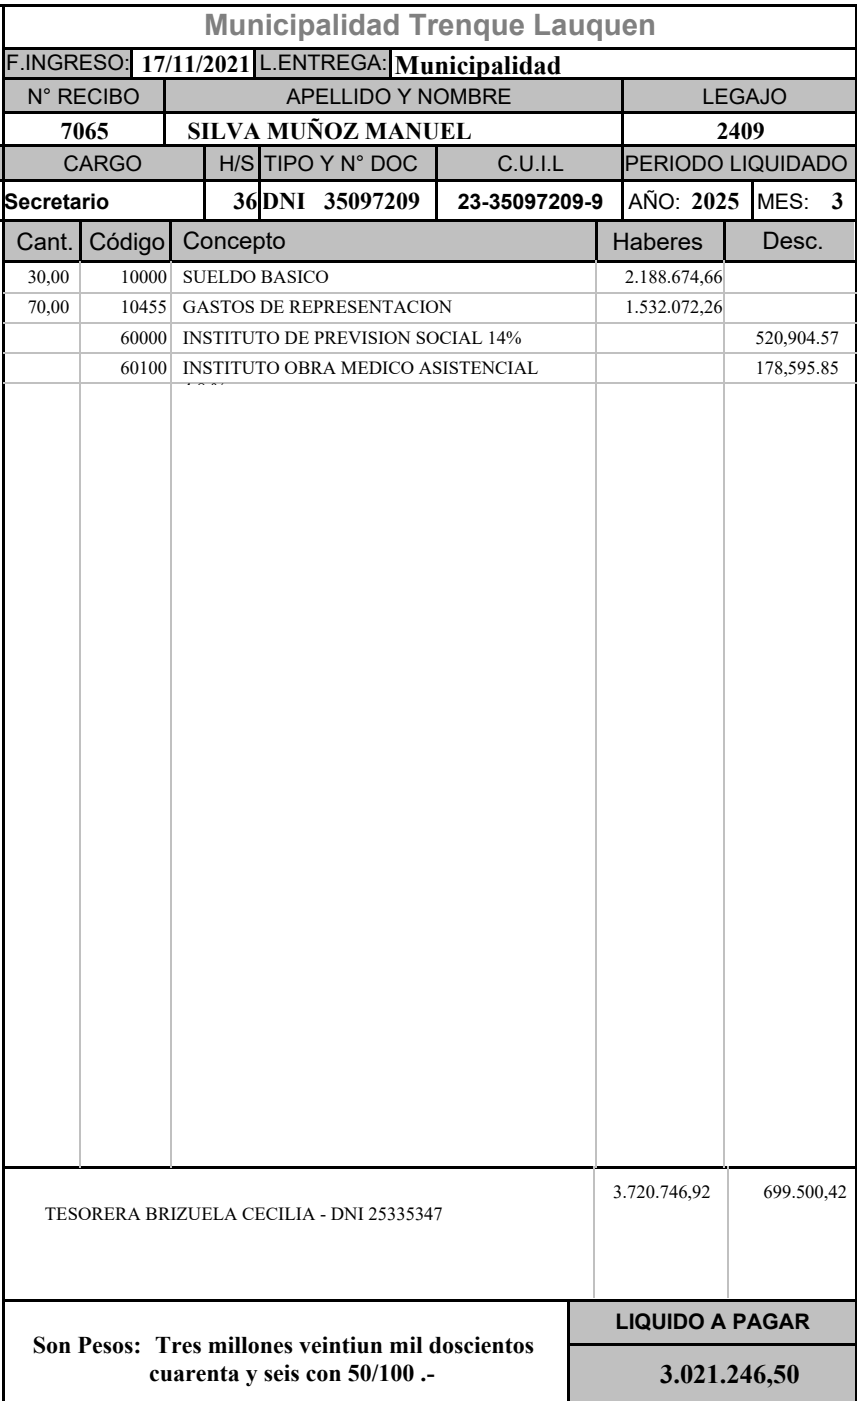 Municipalidad Trenque Lauquen
F.INGRESO: 17/11/2021 L.ENTREGA: Municipalidad
N° RECIBO APELLIDO Y NOMBRE LEGAJO
7065 SILVA MUÑOZ MANUEL 2409
CARGO H/S TIPO Y N° DOC C.U.I.L PERIODO LIQUIDADO
Secretario 36 DNI 35097209 23-35097209-9 AÑO: 2025 MES: 3
Cant. Código Concepto Haberes Desc.
30,00 10000 SUELDO BASICO 2.188.674,66
70,00 10455 GASTOS DE REPRESENTACION 1.532.072,26
60000 INSTITUTO DE PREVISION SOCIAL 14% 520,904.57
60100 INSTITUTO OBRA MEDICO ASISTENCIAL 178,595.85
3.720.746,92 699.500,42
TESORERA BRIZUELA CECILIA - DNI 25335347
LIQUIDO A PAGAR
Son Pesos: Tres millones veintiun mil doscientos
cuarenta y seis con 50/100 .-
3.021.246,50